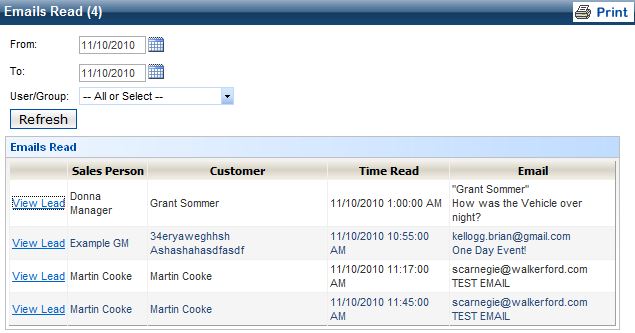 Emails Read (4)
Print
From: 11/10/2010
To: 11/10/2010
User/Group: -- All or Select --
Refresh
Emails Read
Sales Person Customer Time Read Email
View Lead Donna Manager Grant Sommer 11/10/2010 1:00:00 AM "Grant Sommer" How was the Vehicle over night?
View Lead Example GM 34eryaweghhsh Ashashahasdfasdf 11/10/2010 10:55:00 AM kellogg.brian@gmail.com One Day Event!
View Lead Martin Cooke Martin Cooke 11/10/2010 11:17:00 AM scarnegie@walkerford.com TEST EMAIL
View Lead Martin Cooke Martin Cooke 11/10/2010 11:45:00 AM scarnegie@walkerford.com TEST EMAIL